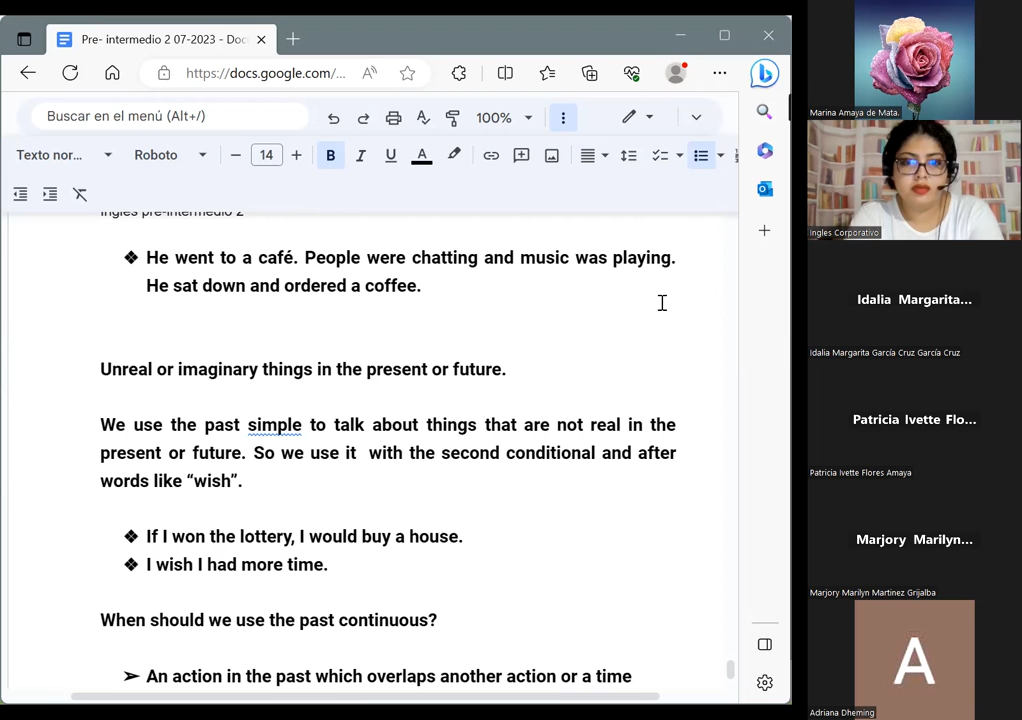 Pre- intermedio 2 07-2023 - Doc
https://docs.google.com/...
Buscar en el menú (Alt+/)
100%
Texto nor...
Roboto
14
Ingles pre-intermedio 2
❖ He went to a café. People were chatting and music was playing.
He sat down and ordered a coffee.
Unreal or imaginary things in the present or future.
We use the past simple to talk about things that are not real in the
present or future. So we use it with the second conditional and after
words like “wish”.
❖ If I won the lottery, I would buy a house.
❖ I wish I had more time.
When should we use the past continuous?
➢ An action in the past which overlaps another action or a time
Marina Amaya de Mata.
Ingles Corporativo
Idalia Margarita...
Idalia Margarita García Cruz García Cruz
Patricia Ivette Flo...
Patricia Ivette Flores Amaya
Marjory Marilyn...
Marjory Marilyn Martinez Grijalba
A
Adriana Dheming